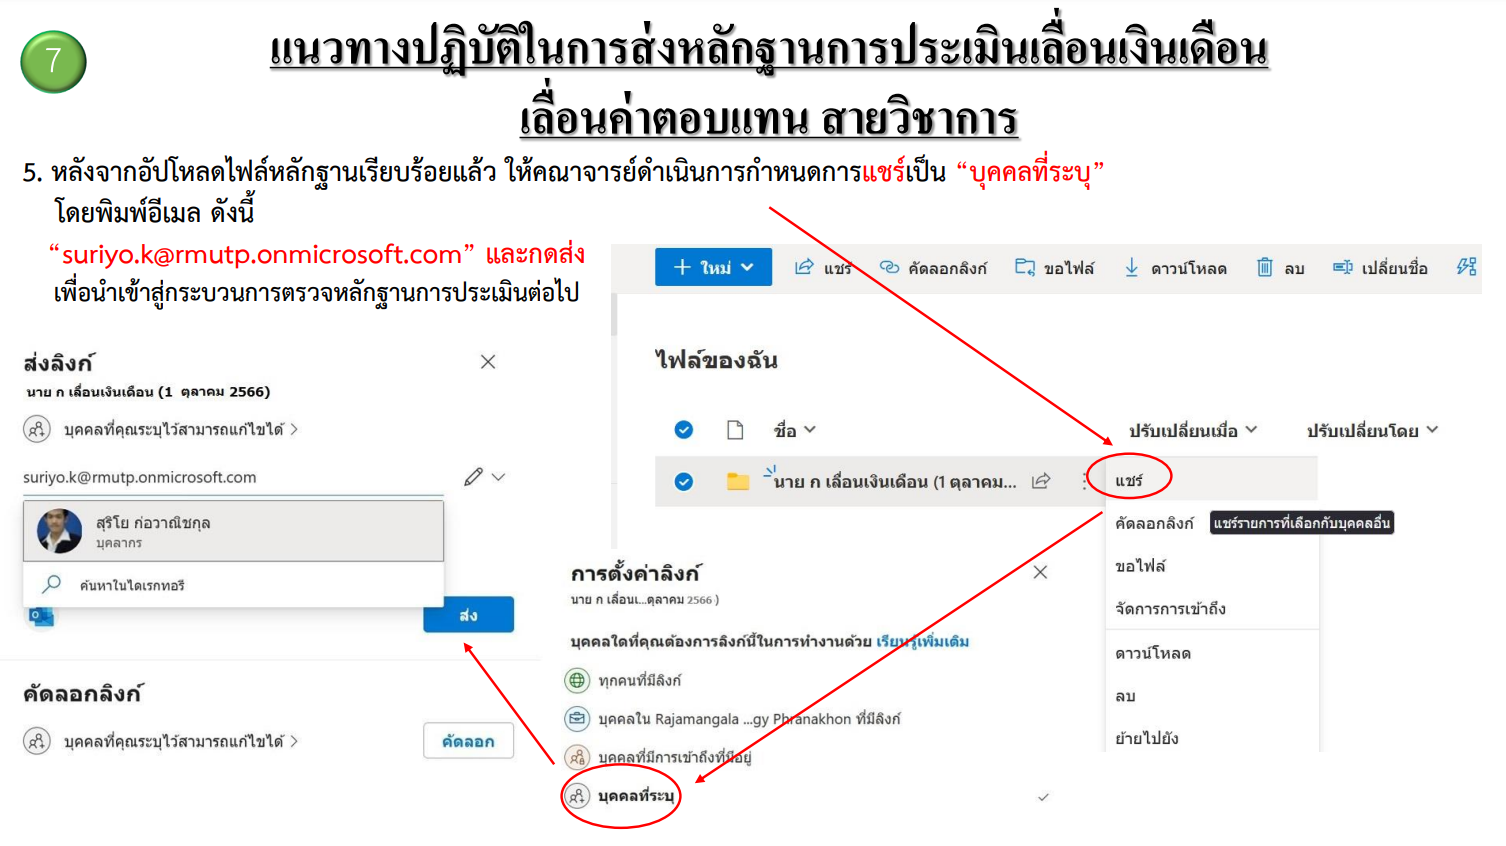 7
แนวทางปฏิบัติในการส่งหลักฐานการประเมินเลื่อนเงินเดือน
เลื่อนค่าตอบแทน สายวิชาการ
5. หลังจากอัปโหลดไฟล์หลักฐานเรียบร้อยแล้ว ให้คณาจารย์ดำเนินการกำหนดการแชร์เป็น “บุคคลที่ระบุ”
โดยพิมพ์อีเมล ดังนี้
“suriyo.k@rmutp.onmicrosoft.com” และกดส่ง
เพื่อนำเข้าสู่กระบวนการตรวจหลักฐานการประเมินต่อไป
ใหม่ แชร์ คัดลอกลิงก์ ขอไฟล์ ดาวน์โหลด ลบ เปลี่ยนชื่อ
ไฟล์ของฉัน
ชื่อ ปรับเปลี่ยนเมื่อ ปรับเปลี่ยนโดย
นาย ก เลื่อนเงินเดือน (1 ตุลาคม...
แชร์
คัดลอกลิงก์ แชร์รายการที่เลือกกับบุคคลอื่น
ขอไฟล์
จัดการการเข้าถึง
ดาวน์โหลด
ลบ
ย้ายไปยัง
ส่งลิงก์
นาย ก เลื่อนเงินเดือน (1 ตุลาคม 2566)
บุคคลที่คุณระบุไว้สามารถแก้ไขได้ >
suriyo.k@rmutp.onmicrosoft.com
สุริโย ก่อวาณิชกุล
บุคลากร
ค้นหาในไดเรกทอรี
ส่ง
คัดลอกลิงก์
บุคคลที่คุณระบุไว้สามารถแก้ไขได้ >
คัดลอก
การตั้งค่าลิงก์
นาย ก เลื่อนเ...ตุลาคม 2566 )
บุคคลใดที่คุณต้องการลิงก์นี้ในการทำงานด้วย เรียนรู้เพิ่มเติม
ทุกคนที่มีลิงก์
บุคคลใน Rajamangala ...gy Phranakhon ที่มีลิงก์
บุคคลที่มีการเข้าถึงที่มีอยู่
บุคคลที่ระบุ